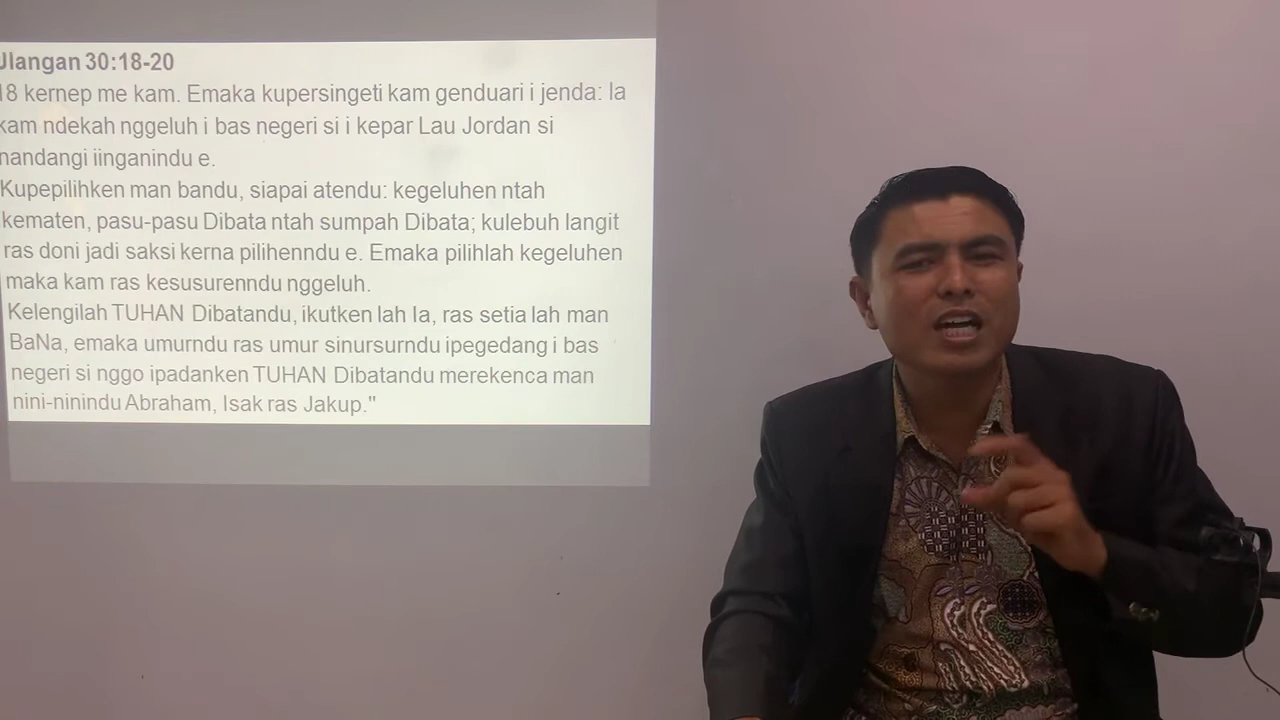 Ulangan 30:18-20
18 kernep me kam. Emaka kupersingeti kam genduari i jenda: la
kam ndekah nggeluh i bas negeri si i kepar Lau Jordan si
nandangi iinganindu e.
Kupepilihken man bandu, siapai atendu: kegeluhen ntah
kematen, pasu-pasu Dibata ntah sumpah Dibata; kulebuh langit
ras doni jadi saksi kerna pilihenndu e. Emaka pilihlah kegeluhen
maka kam ras kesusurenndu nggeluh.
Kelengilah TUHAN Dibatandu, ikutken lah Ia, ras setia lah man
BaNa, emaka umurndu ras umur sinursurndu ipegedang i bas
negeri si nggo ipadanken TUHAN Dibatandu merekenca man
nini-ninindu Abraham, Isak ras Jakup."